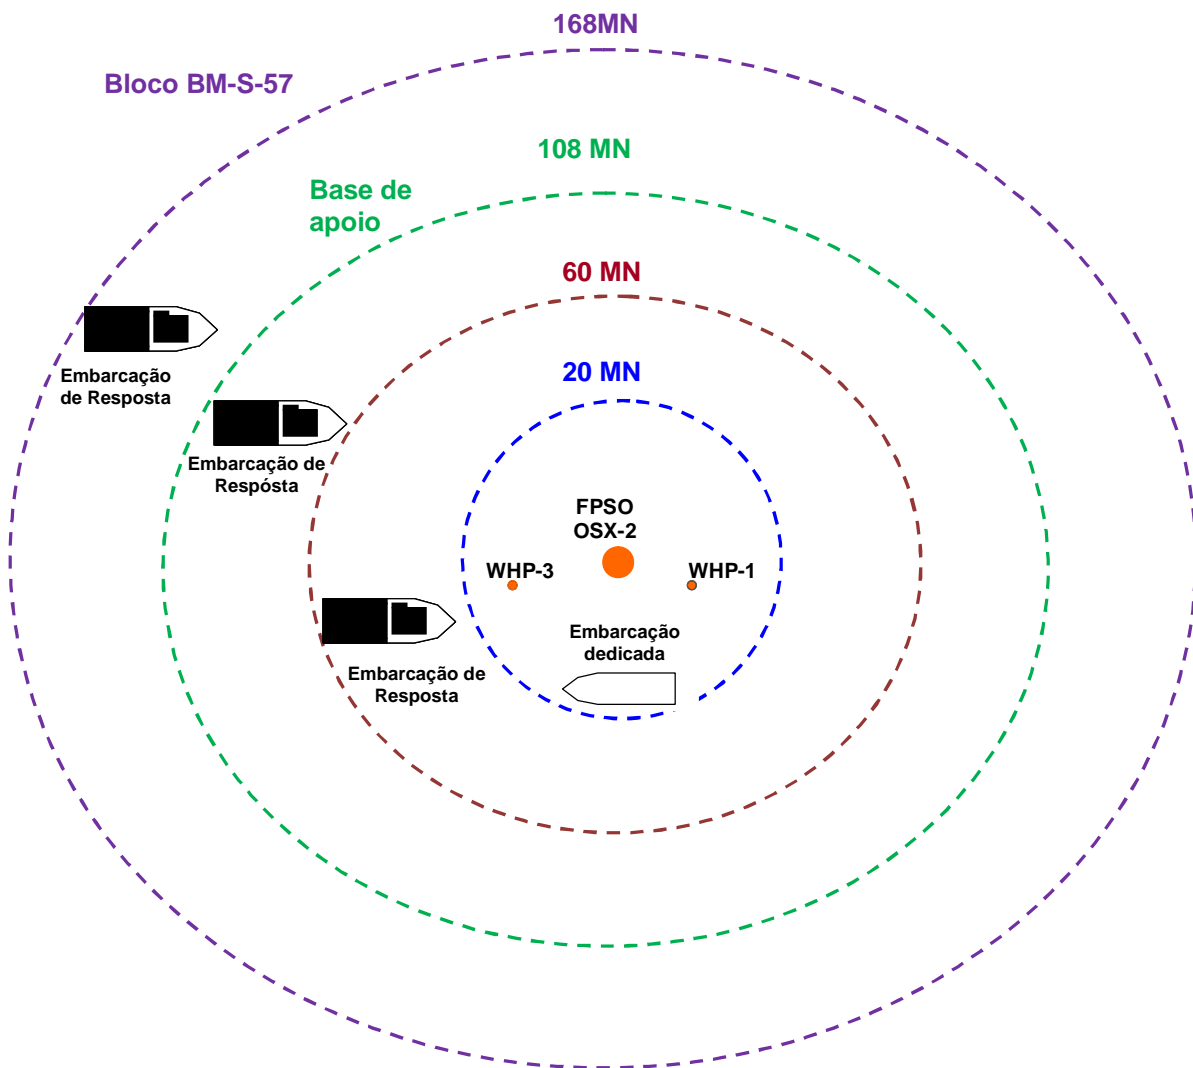 168MN
Bloco BM-S-57
108 MN
Base de
apoio
60 MN
Embarcação
de Resposta
20 MN
Embarcação de
Respósta
FPSO
OSX-2
WHP-3
WHP-1
Embarcação
dedicada
Embarcação de
Resposta